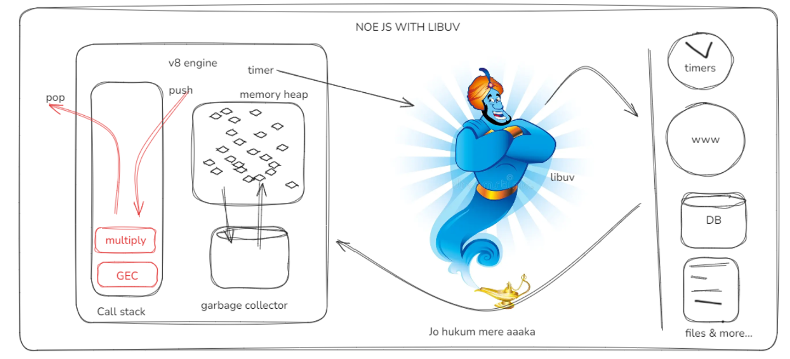 NOE JS WITH LIBUV
v8 engine
timer
timers
pop
push
memory heap
www
libuv
DB
multiply
GEC
garbage collector
Call stack
Jo hukum mere aaaka
files & more...